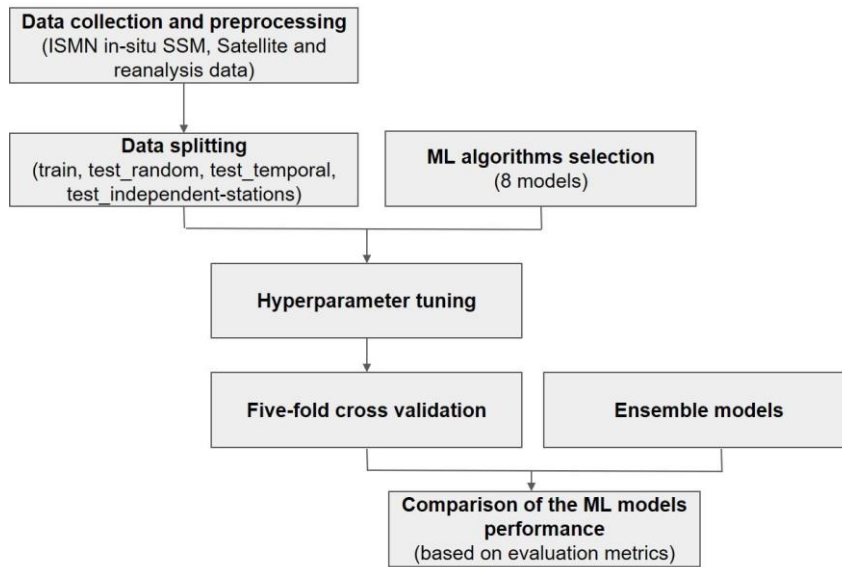 Data collection and preprocessing
(ISMN in-situ SSM, Satellite and
reanalysis data)
Data splitting
(train, test_random, test_temporal,
test_independent-stations)
ML algorithms selection
(8 models)
Hyperparameter tuning
Five-fold cross validation
Ensemble models
Comparison of the ML models
performance
(based on evaluation metrics)